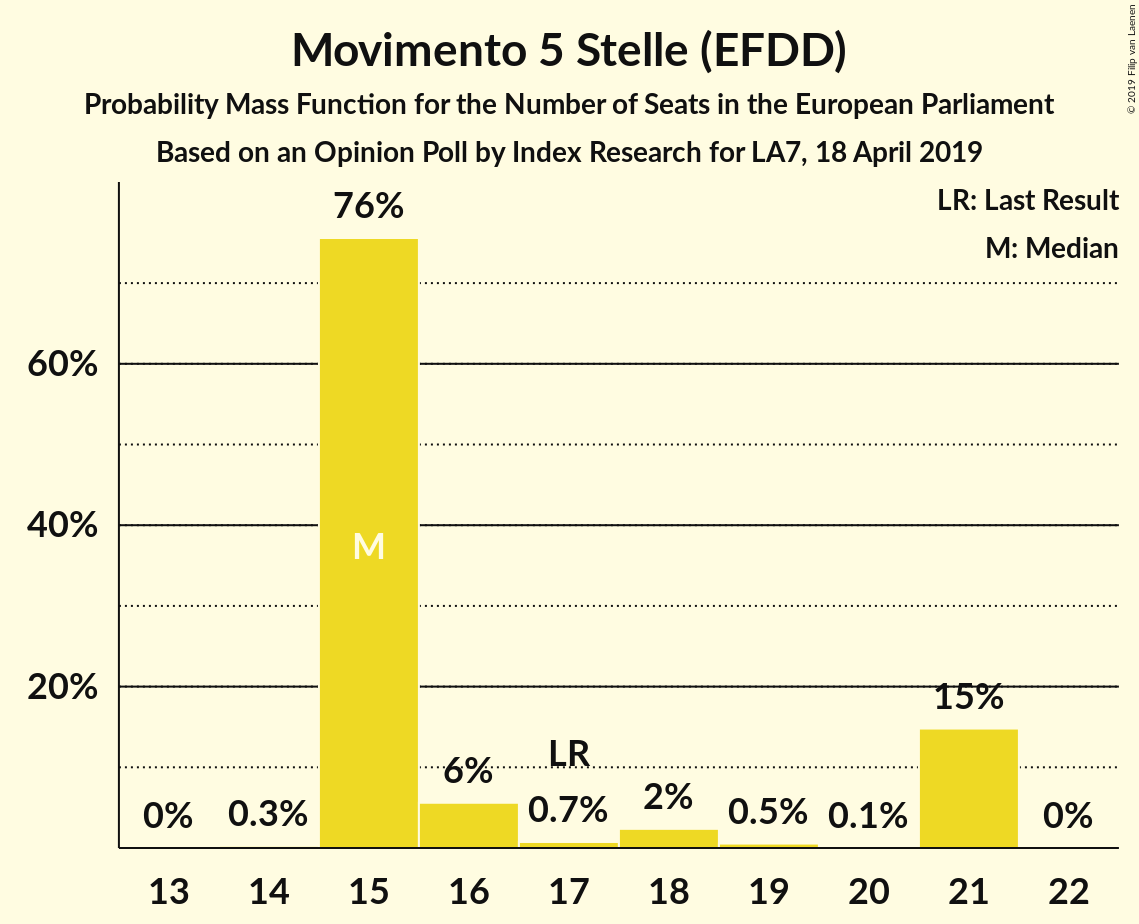 Movimento 5 Stelle (EFDD)
Probability Mass Function for the Number of Seats in the European Parliament
Based on an Opinion Poll by Index Research for LA7, 18 April 2019
© 2019 Filip van Laenen
LR: Last Result
M: Median
76%
60%
40%
M
20%
15%
LR
6%
2%
0%
0.3%
0.7%
0.5%
0.1%
0%
13 14 15 16 17 18 19 20 21 22